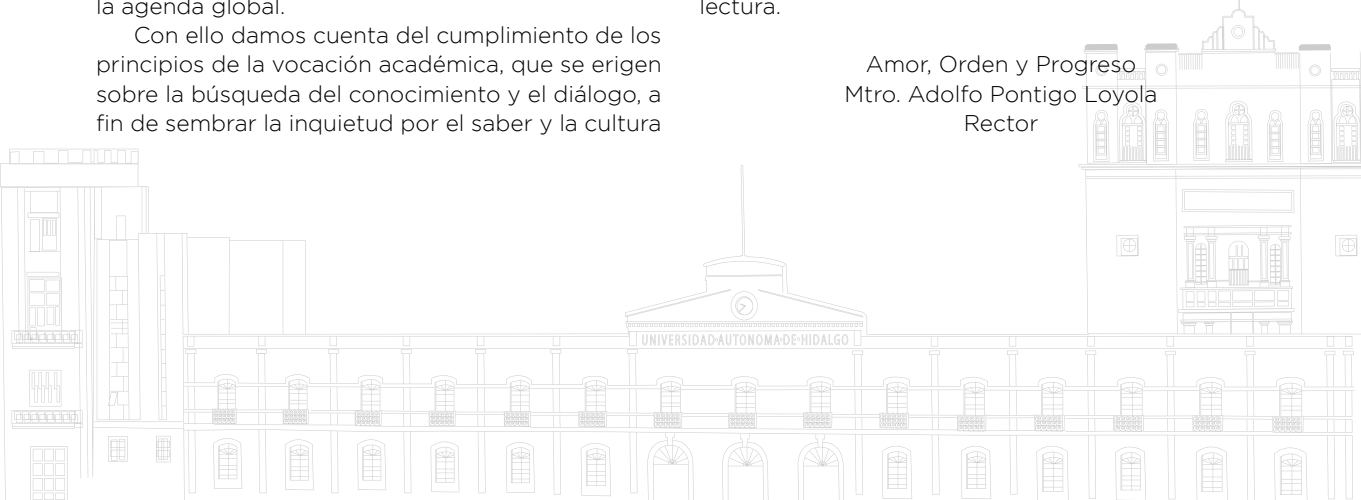 la agenda global.
Con ello damos cuenta del cumplimiento de los
principios de la vocación académica, que se erigen
sobre la búsqueda del conocimiento y el diálogo, a
fin de sembrar la inquietud por el saber y la cultura
lectura.
Amor, Orden y Progreso
Mtro. Adolfo Pontigo Loyola
Rector
UNIVERSIDAD AUTONOMA DE HIDALGO